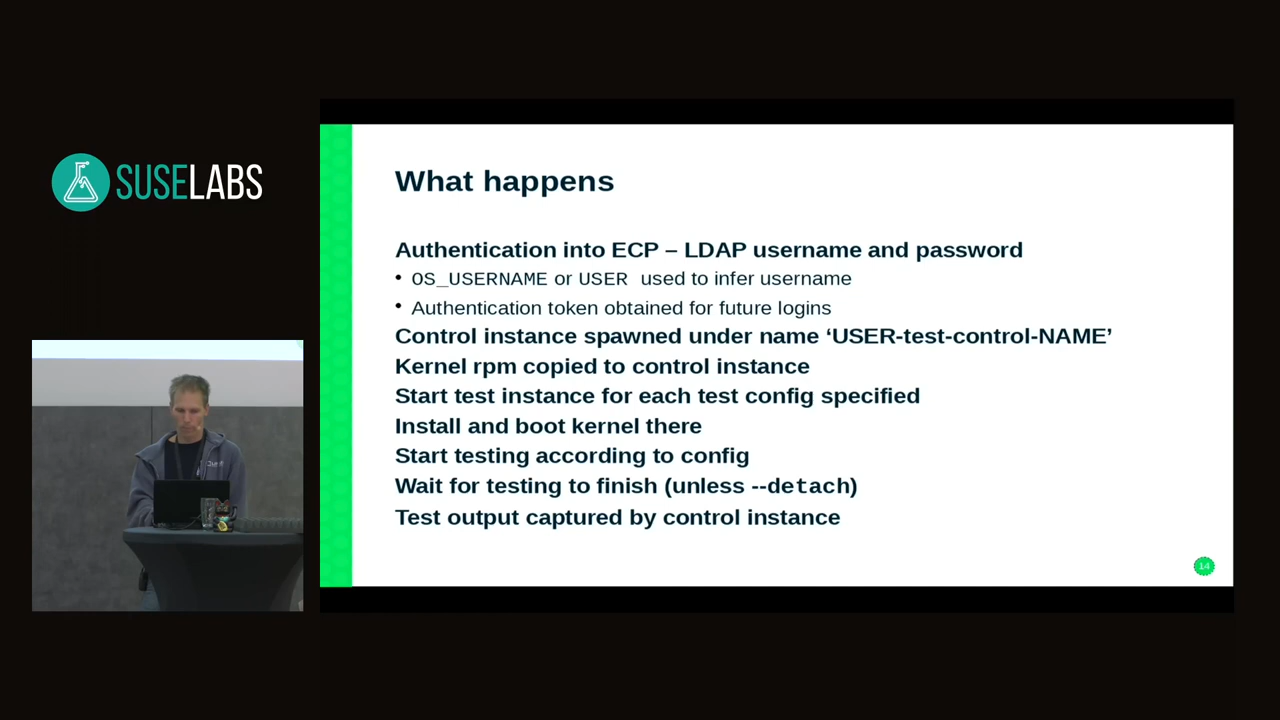 SUSELABS
What happens
Authentication into ECP – LDAP username and password
• OS_USERNAME or USER used to infer username
• Authentication token obtained for future logins
Control instance spawned under name ‘USER-test-control-NAME’
Kernel rpm copied to control instance
Start test instance for each test config specified
Install and boot kernel there
Start testing according to config
Wait for testing to finish (unless --detach)
Test output captured by control instance
14